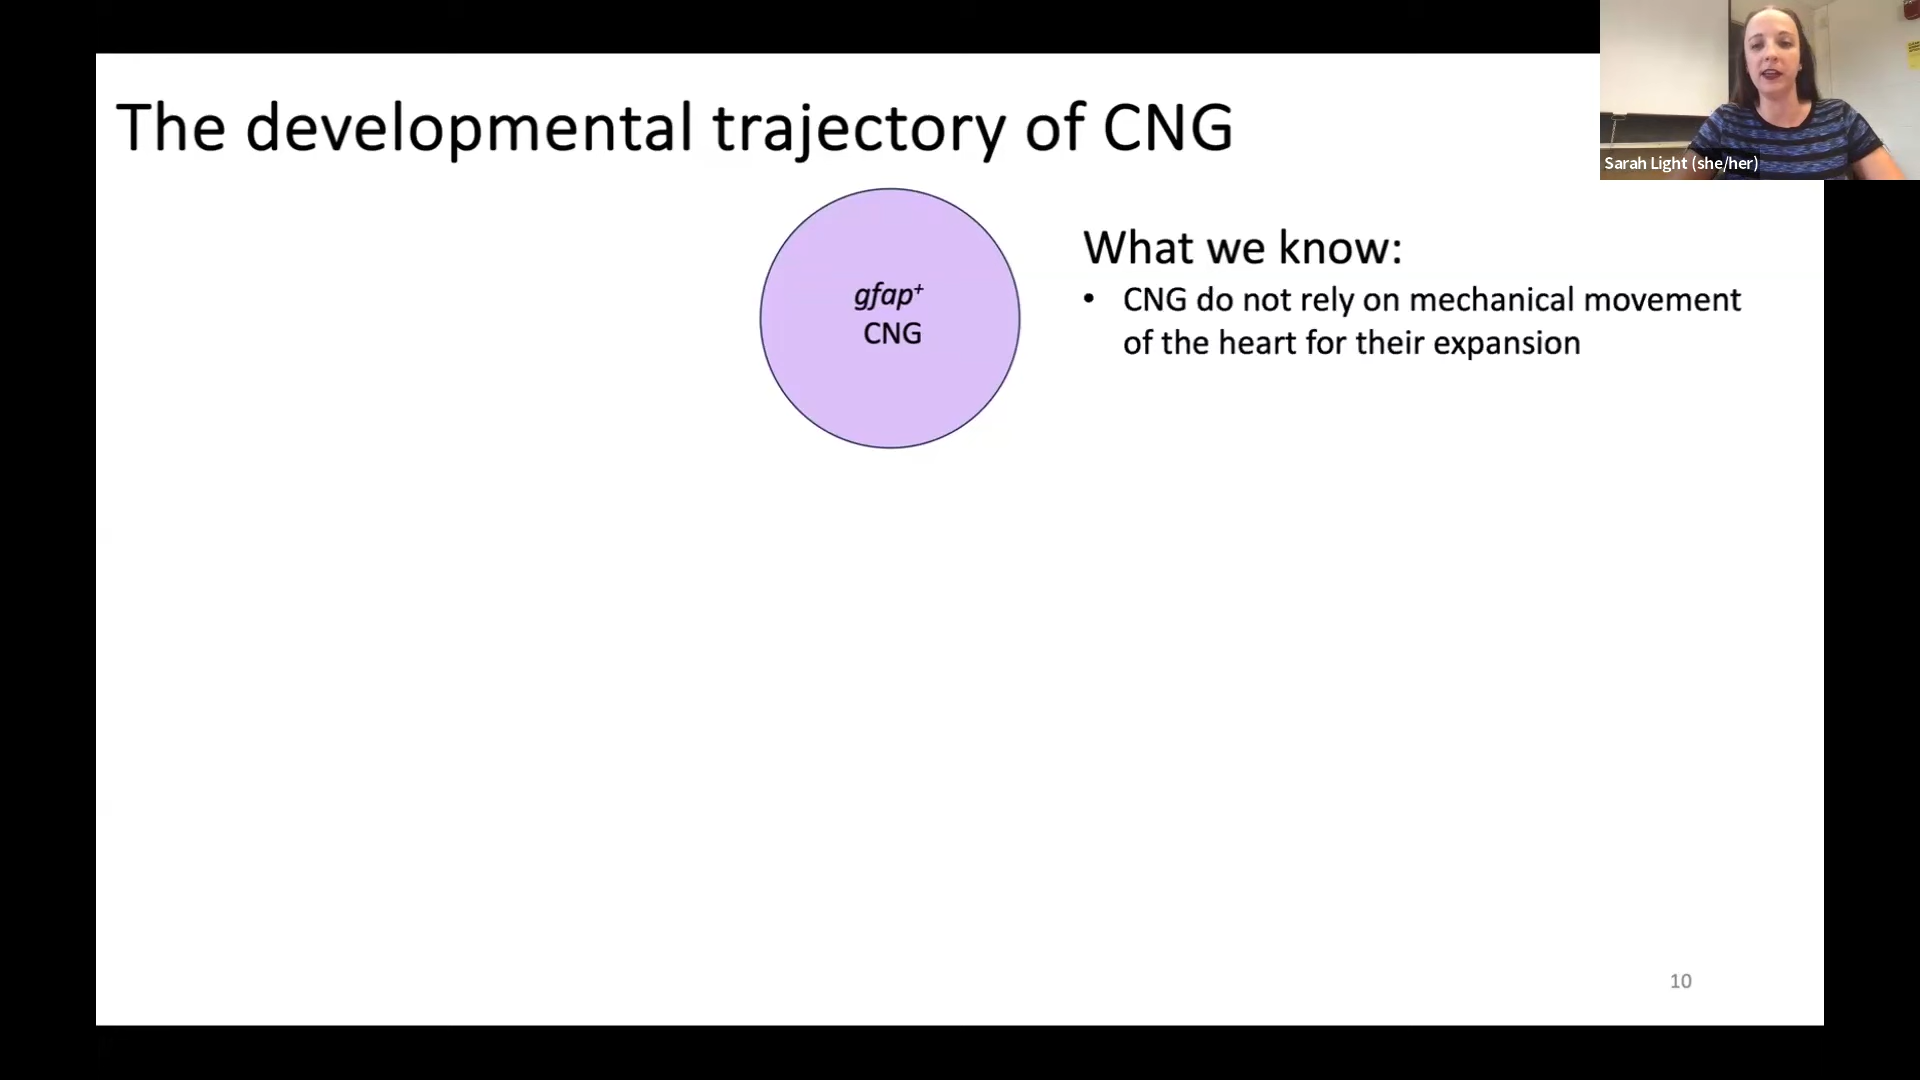 The developmental trajectory of CNG
Sarah Light (she/her)
gfap+
CNG
What we know:
• CNG do not rely on mechanical movement
of the heart for their expansion
10